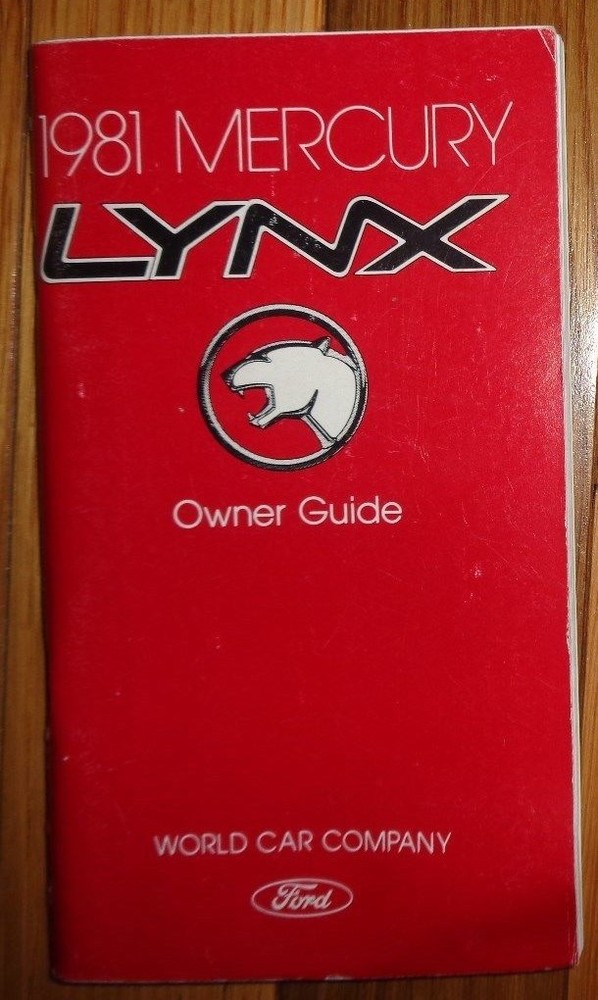 1981 MERCURY
LYNX
Owner Guide
WORLD CAR COMPANY
Ford